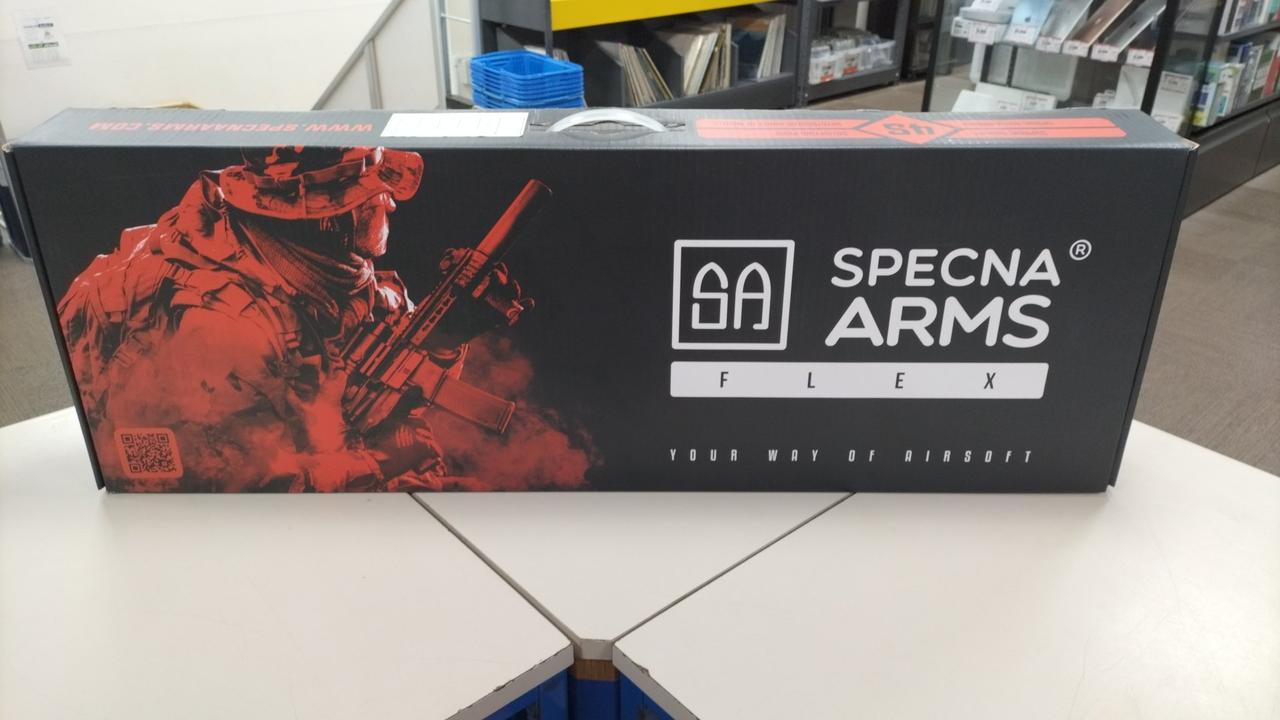 WWW.SPECNAARMS.COM
SA
SPECNA®
ARMS
FLEX
YOUR WAY OF AIRSOFT